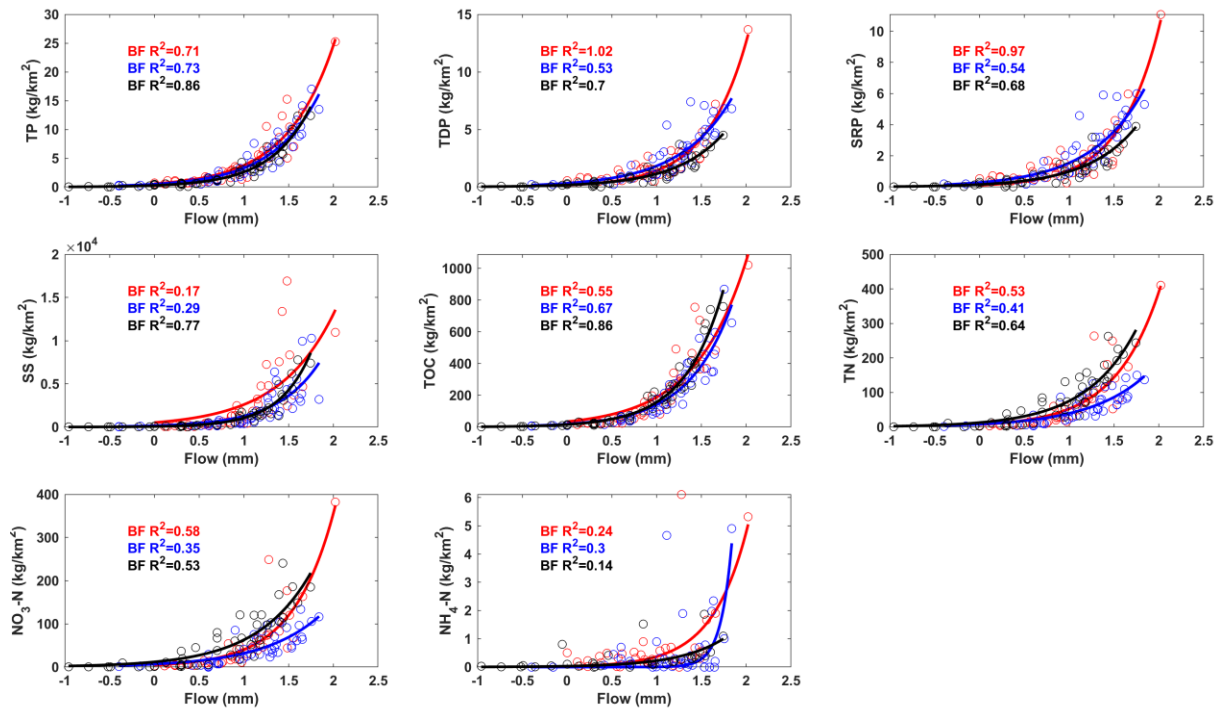 BF R²=0.71
BF R²=0.73
BF R²=0.86
TP (kg/km²)
30
25
20
15
10
5
0
-1 -0.5 0 0.5 1 1.5 2 2.5
Flow (mm)
BF R²=1.02
BF R²=0.53
BF R²=0.7
TDP (kg/km²)
15
10
5
0
-1 -0.5 0 0.5 1 1.5 2 2.5
Flow (mm)
BF R²=0.97
BF R²=0.54
BF R²=0.68
SRP (kg/km²)
10
8
6
4
2
0
-1 -0.5 0 0.5 1 1.5 2 2.5
Flow (mm)
×10⁴
BF R²=0.17
BF R²=0.29
BF R²=0.77
SS (kg/km²)
2
1.5
1
0.5
0
-1 -0.5 0 0.5 1 1.5 2 2.5
Flow (mm)
BF R²=0.55
BF R²=0.67
BF R²=0.86
TOC (kg/km²)
1000
800
600
400
200
0
-1 -0.5 0 0.5 1 1.5 2 2.5
Flow (mm)
BF R²=0.53
BF R²=0.41
BF R²=0.64
TN (kg/km²)
500
400
300
200
100
0
-1 -0.5 0 0.5 1 1.5 2 2.5
Flow (mm)
BF R²=0.58
BF R²=0.35
BF R²=0.53
NO₃-N (kg/km²)
400
300
200
100
0
-1 -0.5 0 0.5 1 1.5 2 2.5
Flow (mm)
BF R²=0.24
BF R²=0.3
BF R²=0.14
NH₄-N (kg/km²)
6
5
4
3
2
1
0
-1 -0.5 0 0.5 1 1.5 2 2.5
Flow (mm)